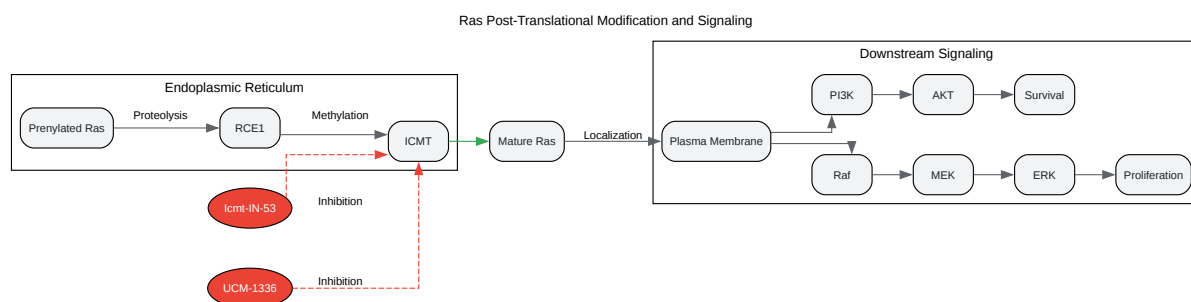 Ras Post-Translational Modification and Signaling
Endoplasmic Reticulum
Prenylated Ras
Proteolysis
RCE1
Methylation
ICMT
Mature Ras
Localization
Downstream Signaling
Plasma Membrane
PI3K
AKT
Survival
Raf
MEK
ERK
Proliferation
Icmt-IN-53
Inhibition
UCM-1336
Inhibition